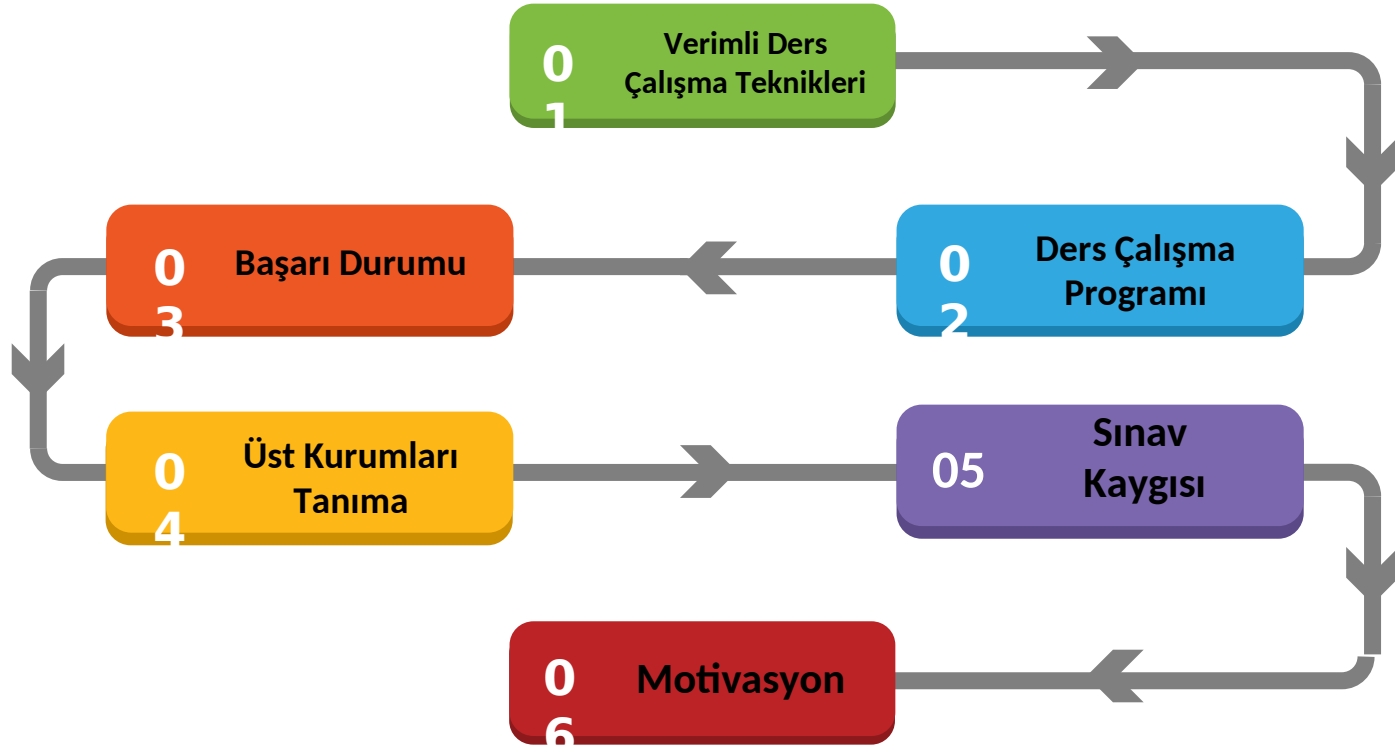 01
Verimli Ders
Çalışma Teknikleri
02
Ders Çalışma
Programı
03
Başarı Durumu
04
Üst Kurumları
Tanıma
05
Sınav
Kaygısı
06
Motivasyon